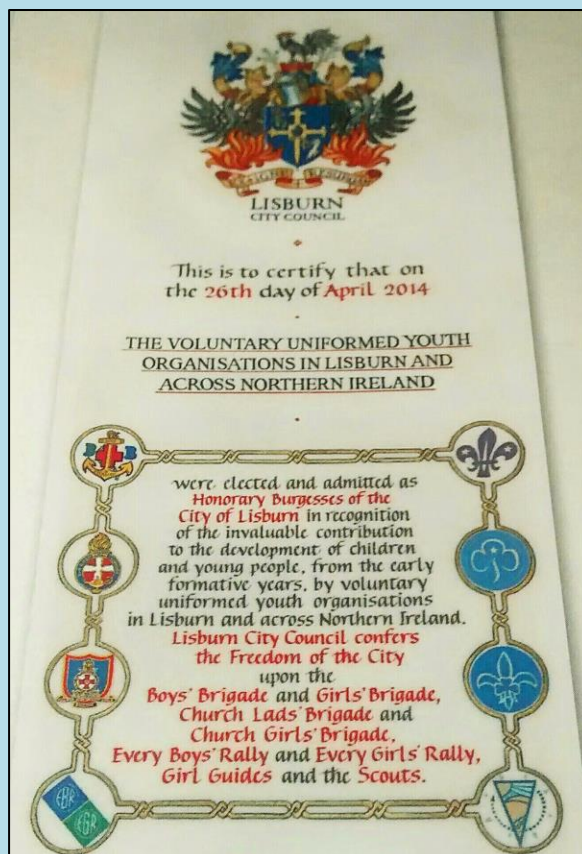 EX IGNE RESURGAM
LISBURN
CITY COUNCIL
This is to certify that on
the 26th day of April 2014
THE VOLUNTARY UNIFORMED YOUTH
ORGANISATIONS IN LISBURN AND
ACROSS NORTHERN IRELAND
B B
were elected and admitted as
Honorary Burgesses of the
City of Lisburn in recognition
of the invaluable contribution
to the development of children
and young people, from the early
formative years, by voluntary
uniformed youth organisations
in Lisburn and across Northern Ireland.
Lisburn City Council confers
the Freedom of the City
upon the
Boys' Brigade and Girls' Brigade,
Church Lads' Brigade and
Church Girls' Brigade,
Every Boys' Rally and Every Girls' Rally,
Girl Guides and the Scouts.
EBR
EGR